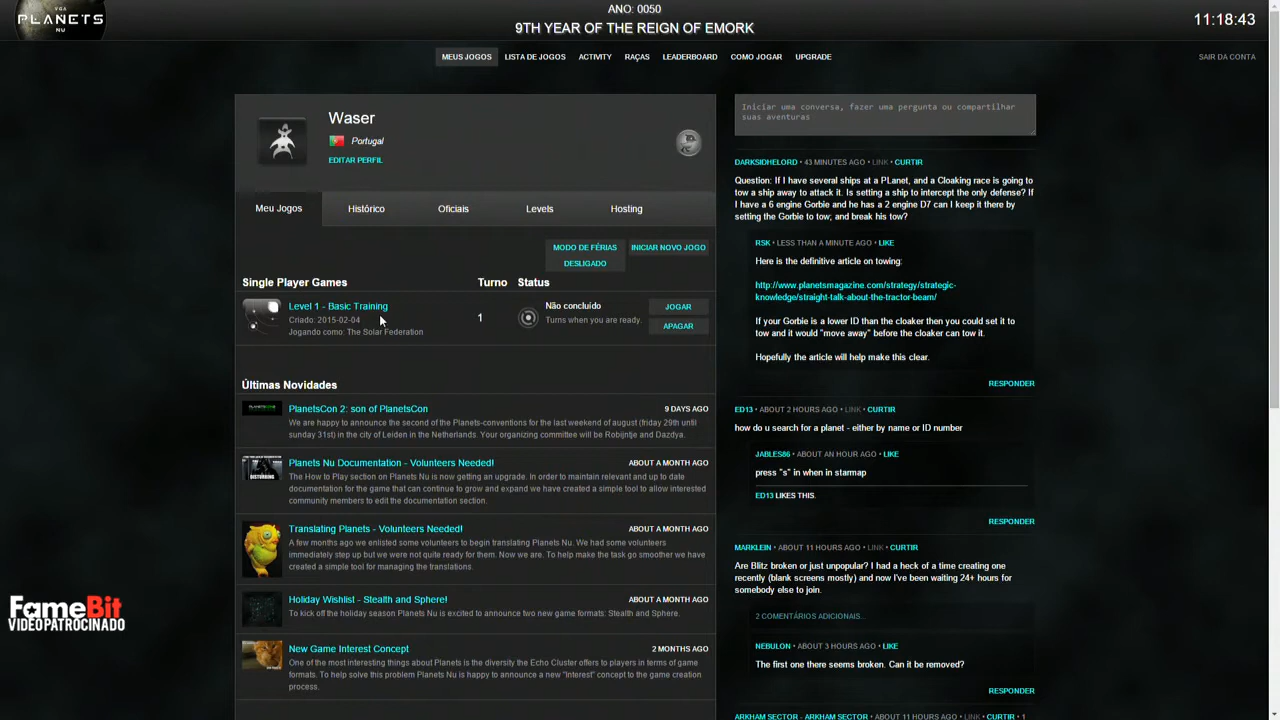 VGA
PLANETS
NU
ANO: 0050
9TH YEAR OF THE REIGN OF EMORK
11:18:43
MEUS JOGOS LISTA DE JOGOS ACTIVITY RAÇAS LEADERBOARD COMO JOGAR UPGRADE
SAIR DA CONTA
Waser
Portugal
EDITAR PERFIL
Meu Jogos Histórico Oficiais Levels Hosting
MODO DE FÉRIAS
DESLIGADO
INICIAR NOVO JOGO
Single Player Games Turno Status
Level 1 - Basic Training
Criado: 2015-02-04
Jogando como: The Solar Federation
1
Não concluído
Turns when you are ready.
JOGAR
APAGAR
Últimas Novidades
PlanetsCon 2: son of PlanetsCon 9 DAYS AGO
We are happy to announce the second of the Planets-conventions for the last weekend of august (friday 29th until
sunday 31st) in the city of Leiden in the Netherlands. Your organizing committee will be Robijntje and Dazdya.
Planets Nu Documentation - Volunteers Needed! ABOUT A MONTH AGO
The How to Play section on Planets Nu is now getting an upgrade. In order to maintain relevant and up to date
documentation for the game that can continue to grow and expand we have created a simple tool to allow interested
community members to edit the documentation section.
Translating Planets - Volunteers Needed! ABOUT A MONTH AGO
A few months ago we enlisted some volunteers to begin translating Planets Nu. We had some volunteers
immediately step up but we were not quite ready for them. Now we are. To help make the task go smoother we have
created a simple tool for managing the translations.
Holiday Wishlist - Stealth and Sphere! ABOUT A MONTH AGO
To kick off the holiday season Planets Nu is excited to announce two new game formats: Stealth and Sphere.
New Game Interest Concept 2 MONTHS AGO
One of the most interesting things about Planets is the diversity the Echo Cluster offers to players in terms of game
formats. To help solve this problem Planets Nu is happy to announce a new "Interest" concept to the game creation
process.
Iniciar uma conversa, fazer uma pergunta ou compartilhar
suas aventuras
DARKSIDHELORD • 43 MINUTES AGO • LINK • CURTIR
Question: If I have several ships at a PLanet, and a Cloaking race is going to
tow a ship away to attack it. Is setting a ship to intercept the only defense? If
I have a 6 engine Gorbie and he has a 2 engine D7 can I keep it there by
setting the Gorbie to tow; and break his tow?
RSK • LESS THAN A MINUTE AGO • LIKE
Here is the definitive article on towing:
http://www.planetsmagazine.com/strategy/strategic-
knowledge/straight-talk-about-the-tractor-beam/
If your Gorbie is a lower ID than the cloaker then you could set it to
tow and it would "move away" before the cloaker can tow it.
Hopefully the article will help make this clear.
RESPONDER
ED13 • ABOUT 2 HOURS AGO • LINK • CURTIR
how do u search for a planet - either by name or ID number
JABLES86 • ABOUT AN HOUR AGO • LIKE
press "s" in when in starmap
ED13 LIKES THIS.
RESPONDER
MARKLEIN • ABOUT 11 HOURS AGO • LINK • CURTIR
Are Blitz broken or just unpopular? I had a heck of a time creating one
recently (blank screens mostly) and now I've been waiting 24+ hours for
somebody else to join.
2 COMENTÁRIOS ADICIONAIS...
NEBULON • ABOUT 3 HOURS AGO • LIKE
The first one there seems broken. Can it be removed?
RESPONDER
ARKHAM SECTOR - ARKHAM SECTOR • ABOUT 11 HOURS AGO • LINK • CURTIR • 1
FameBit
VIDEOPATROCINADO